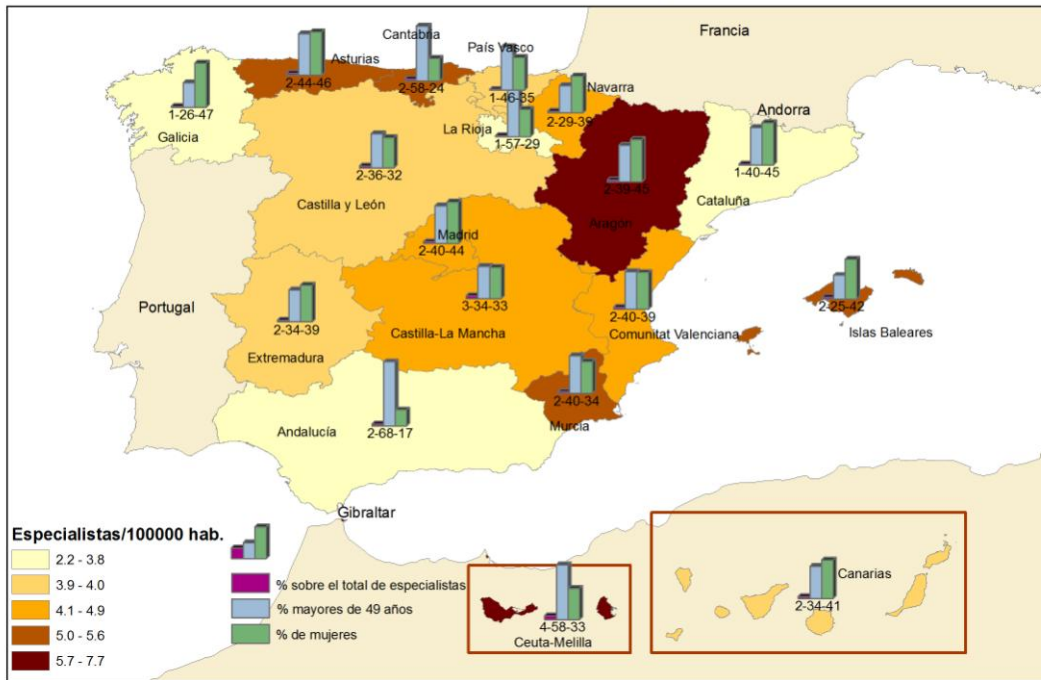 Francia
Cantabria
País Vasco
Asturias
2-44-46
2-58-24
1-46-35
Navarra
2-29-39
Andorra
1-26-47
Galicia
La Rioja
1-57-29
2-36-32
2-39-45
1-40-45
Castilla y León
Cataluña
Aragón
Madrid
2-40-44
Portugal
3-34-33
2-25-42
2-34-39
2-40-39
Castilla-La Mancha
Comunitat Valenciana
Islas Baleares
Extremadura
2-40-34
Murcia
2-68-17
Andalucía
Gibraltar
Especialistas/100000 hab.
2.2 - 3.8
3.9 - 4.0
4.1 - 4.9
5.0 - 5.6
5.7 - 7.7
% sobre el total de especialistas
% mayores de 49 años
% de mujeres
4-58-33
Ceuta-Melilla
Canarias
2-34-41